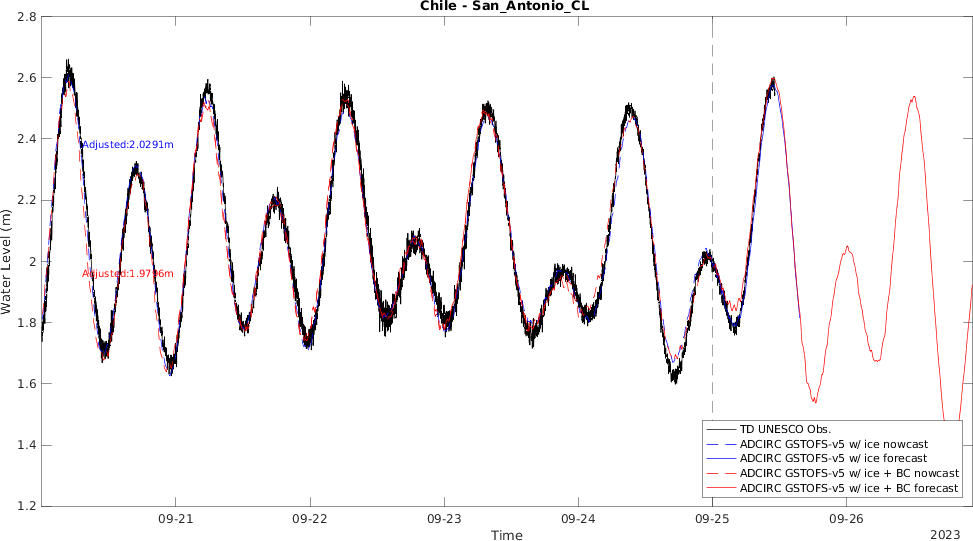 Chile - San_Antonio_CL
2.8
2.6
2.4
2.2
2
1.8
1.6
1.4
1.2
Water Level (m)
Adjusted:2.0291m
Adjusted:1.9796m
TD UNESCO Obs.
ADCIRC GSTOFS-v5 w/ ice nowcast
ADCIRC GSTOFS-v5 w/ ice forecast
ADCIRC GSTOFS-v5 w/ ice + BC nowcast
ADCIRC GSTOFS-v5 w/ ice + BC forecast
09-21
09-22
09-23
09-24
09-25
09-26
Time
2023